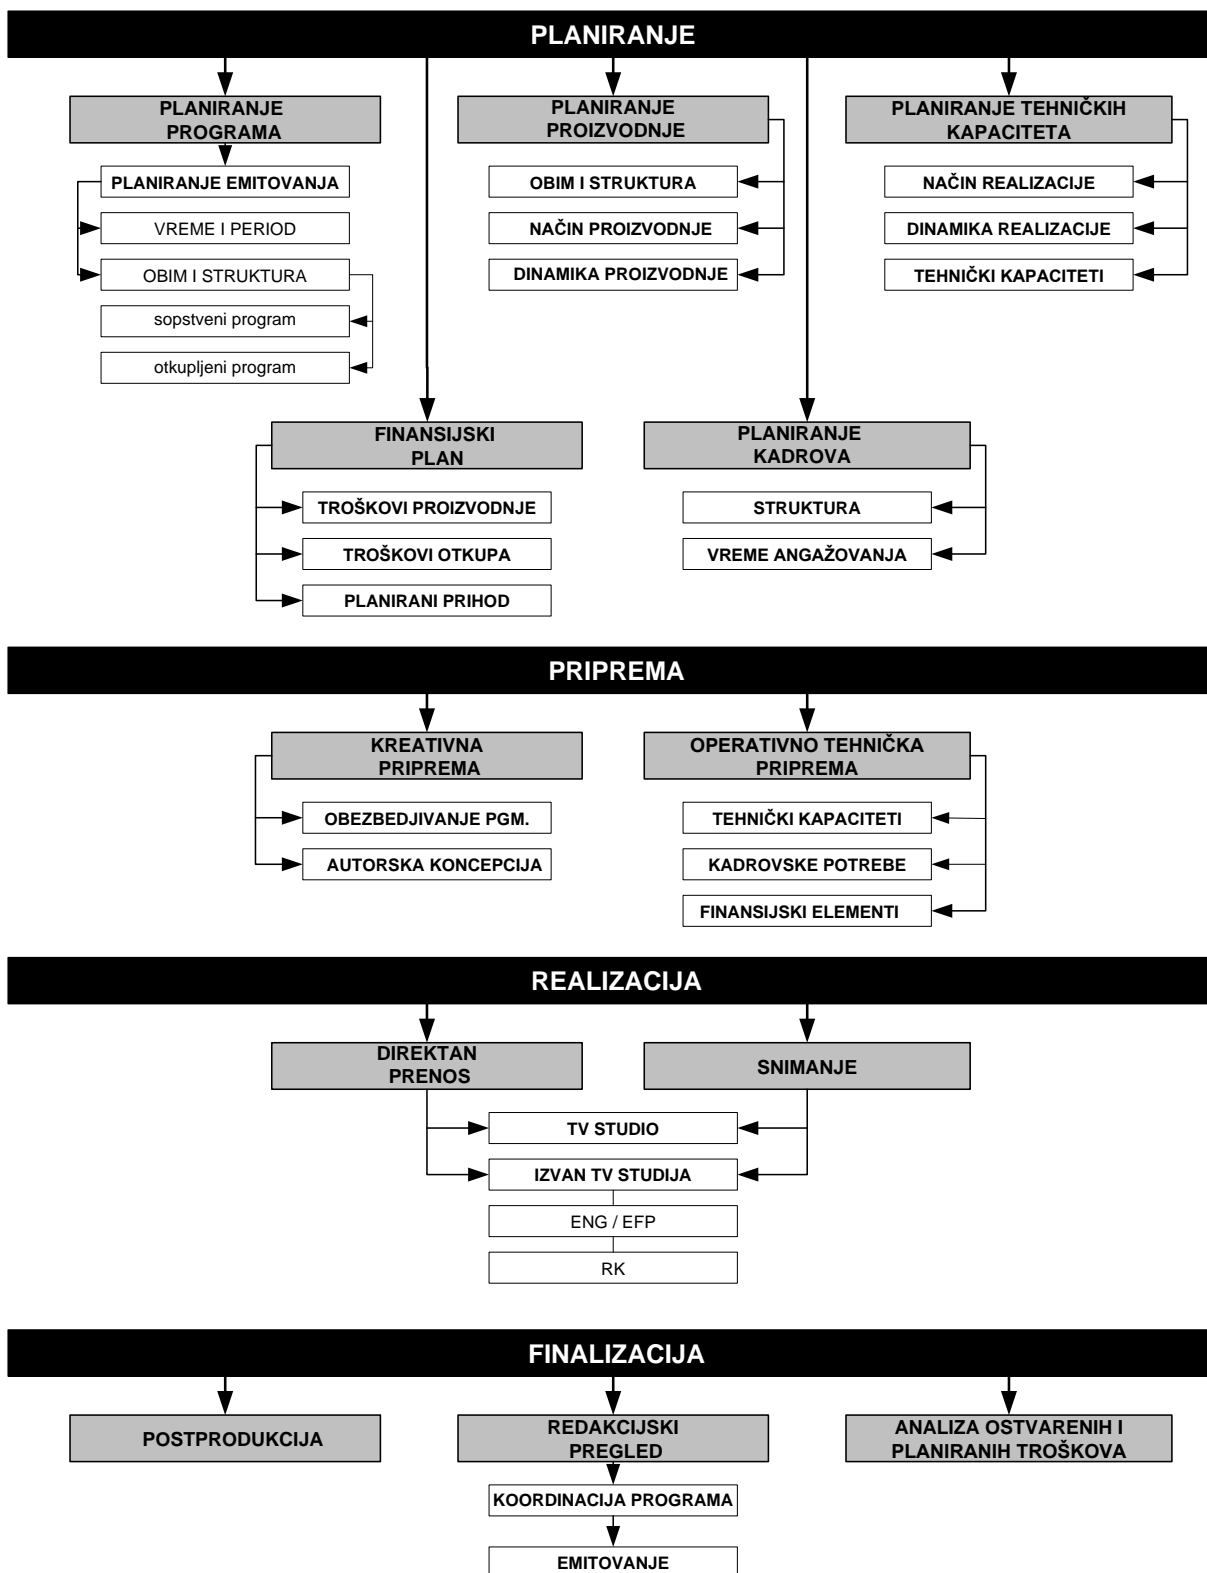 PLANIRANJE
PLANIRANJE
PROGRAMA
PLANIRANJE EMITOVANJA
VREME I PERIOD
OBIM I STRUKTURA
sopstveni program
otkupljeni program
PLANIRANJE
PROIZVODNJE
OBIM I STRUKTURA
NAČIN PROIZVODNJE
DINAMIKA PROIZVODNJE
PLANIRANJE TEHNIČKIH
KAPACITETA
NAČIN REALIZACIJE
DINAMIKA REALIZACIJE
TEHNIČKI KAPACITETI
FINANSIJSKI
PLAN
TROŠKOVI PROIZVODNJE
TROŠKOVI OTKUPA
PLANIRANI PRIHOD
PLANIRANJE
KADROVA
STRUKTURA
VREME ANGAŽOVANJA
PRIPREMA
KREATIVNA
PRIPREMA
OBEZBEDJIVANJE PGM.
AUTORSKA KONCEPCIJA
OPERATIVNO TEHNIČKA
PRIPREMA
TEHNIČKI KAPACITETI
KADROVSKE POTREBE
FINANSIJSKI ELEMENTI
REALIZACIJA
DIREKTAN
PRENOS
SNIMANJE
TV STUDIO
IZVAN TV STUDIJA
ENG / EFP
RK
FINALIZACIJA
POSTPRODUKCIJA
REDAKCIJSKI
PREGLED
KOORDINACIJA PROGRAMA
EMITOVANJE
ANALIZA OSTVARENIH I
PLANIRANIH TROŠKOVA